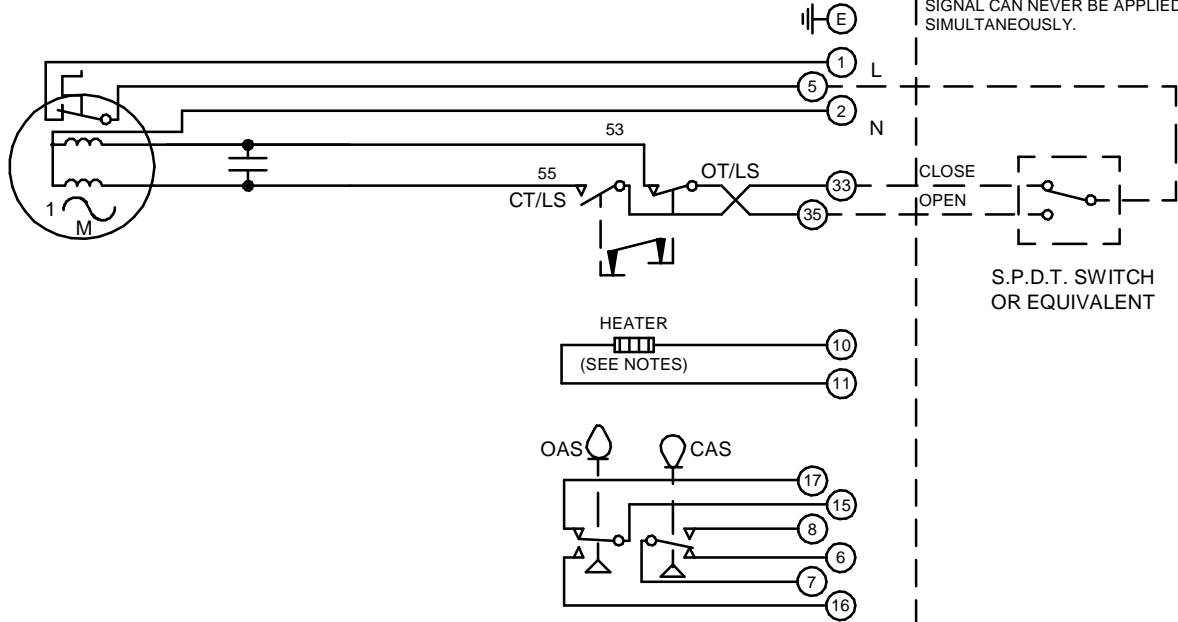 SIGNAL CAN NEVER BE APPLIED
SIMULTANEOUSLY.
E
1
L
5
2
N
53
55
CT/LS
OT/LS
33
35
CLOSE
OPEN
1
M
S.P.D.T. SWITCH
OR EQUIVALENT
HEATER
(SEE NOTES)
10
11
OAS
CAS
17
15
8
6
7
16